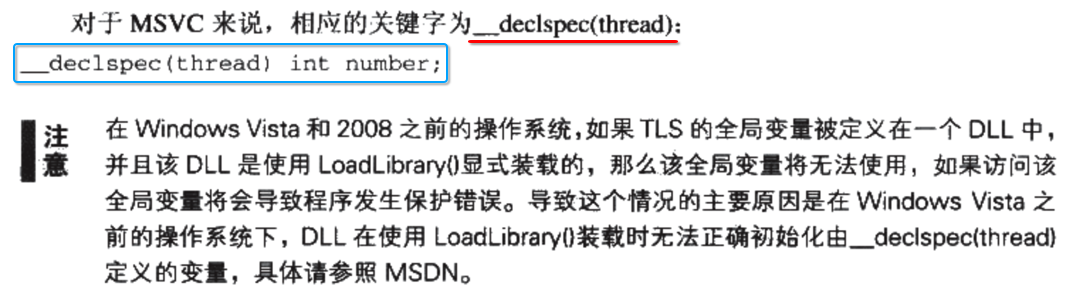 对于 MSVC 来说，相应的关键字为__declspec(thread)：
__declspec(thread) int number;
注意
在 Windows Vista 和 2008 之前的操作系统，如果 TLS 的全局变量被定义在一个 DLL 中，
并且该 DLL 是使用 LoadLibrary()显式装载的，那么该全局变量将无法使用，如果访问该
全局变量将会导致程序发生保护错误。导致这个情况的主要原因是在 Windows Vista 之
前的操作系统下，DLL 在使用 LoadLibrary()装载时无法正确初始化由__declspec(thread)
定义的变量，具体请参照 MSDN。